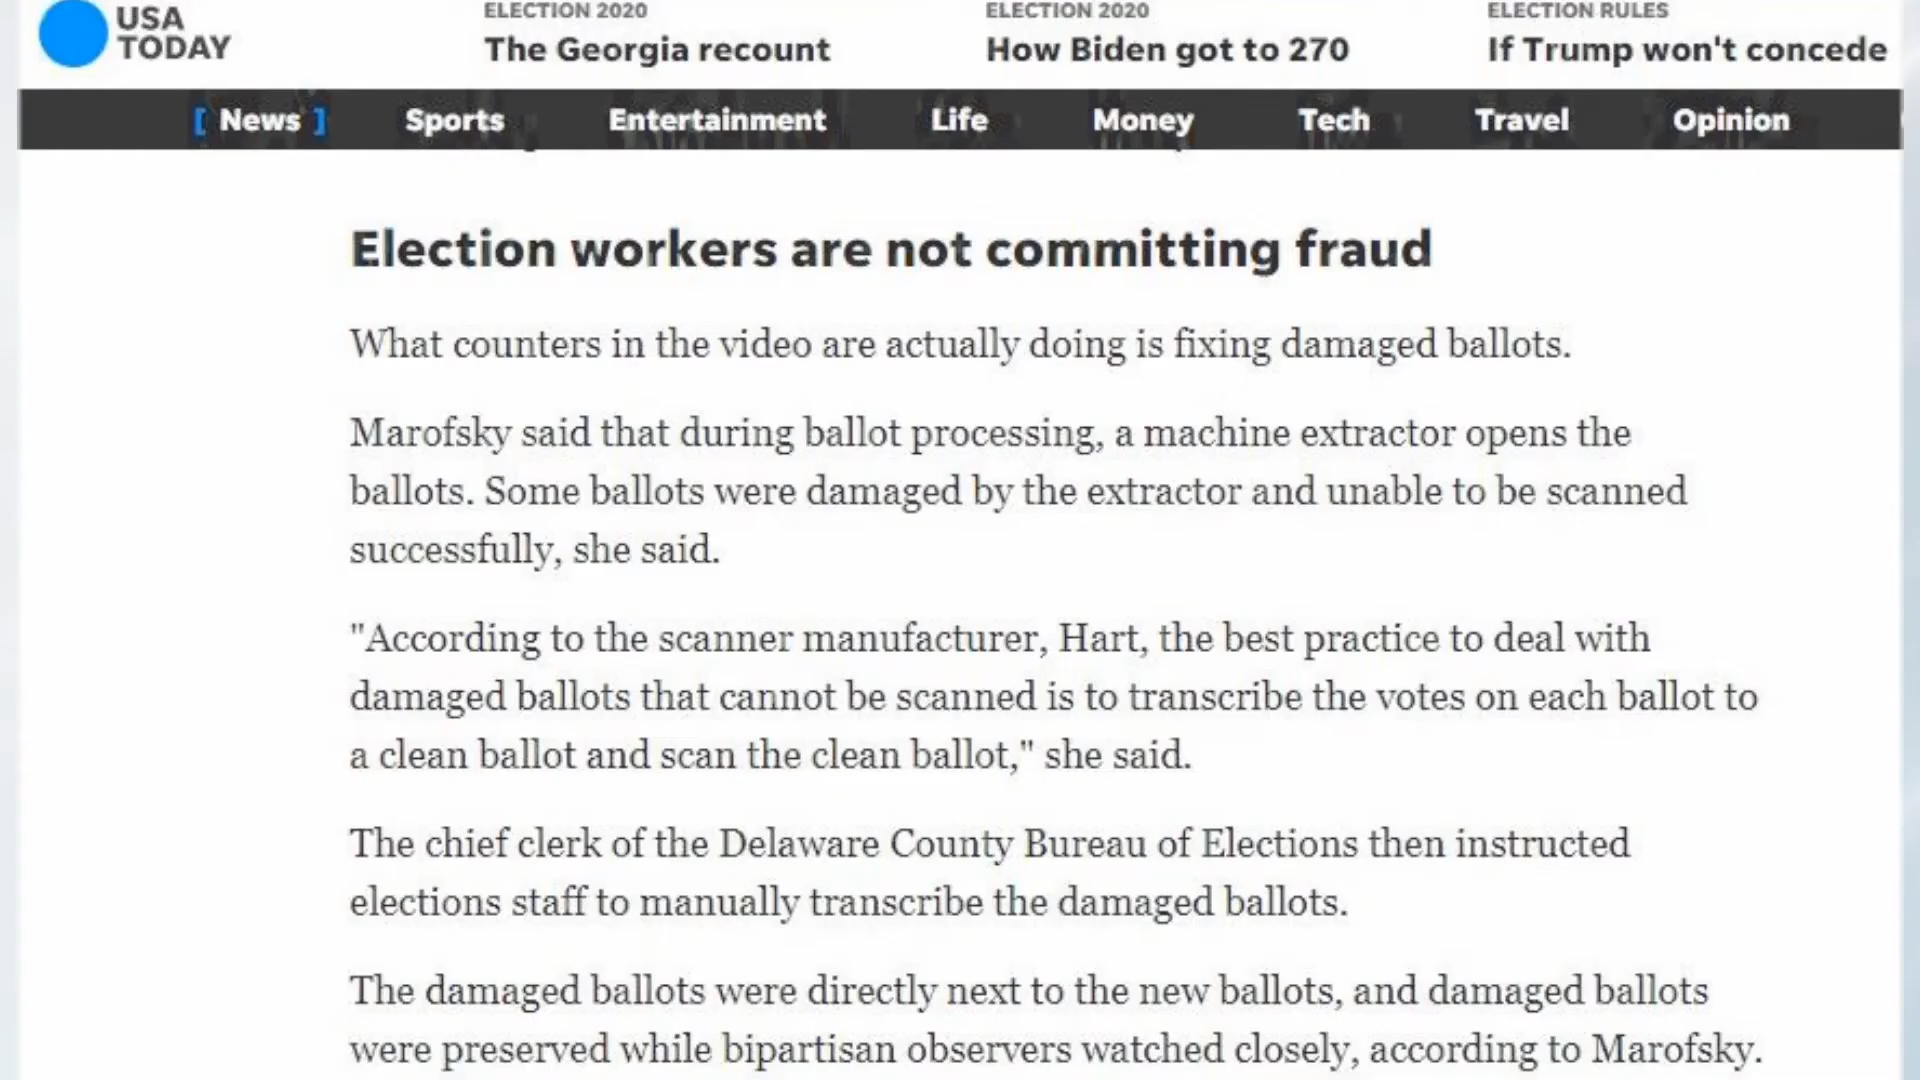 USA
TODAY
ELECTION 2020
The Georgia recount
ELECTION 2020
How Biden got to 270
ELECTION RULES
If Trump won't concede
[ News ] Sports Entertainment Life Money Tech Travel Opinion
Election workers are not committing fraud
What counters in the video are actually doing is fixing damaged ballots.
Marofsky said that during ballot processing, a machine extractor opens the
ballots. Some ballots were damaged by the extractor and unable to be scanned
successfully, she said.
"According to the scanner manufacturer, Hart, the best practice to deal with
damaged ballots that cannot be scanned is to transcribe the votes on each ballot to
a clean ballot and scan the clean ballot," she said.
The chief clerk of the Delaware County Bureau of Elections then instructed
elections staff to manually transcribe the damaged ballots.
The damaged ballots were directly next to the new ballots, and damaged ballots
were preserved while bipartisan observers watched closely, according to Marofsky.